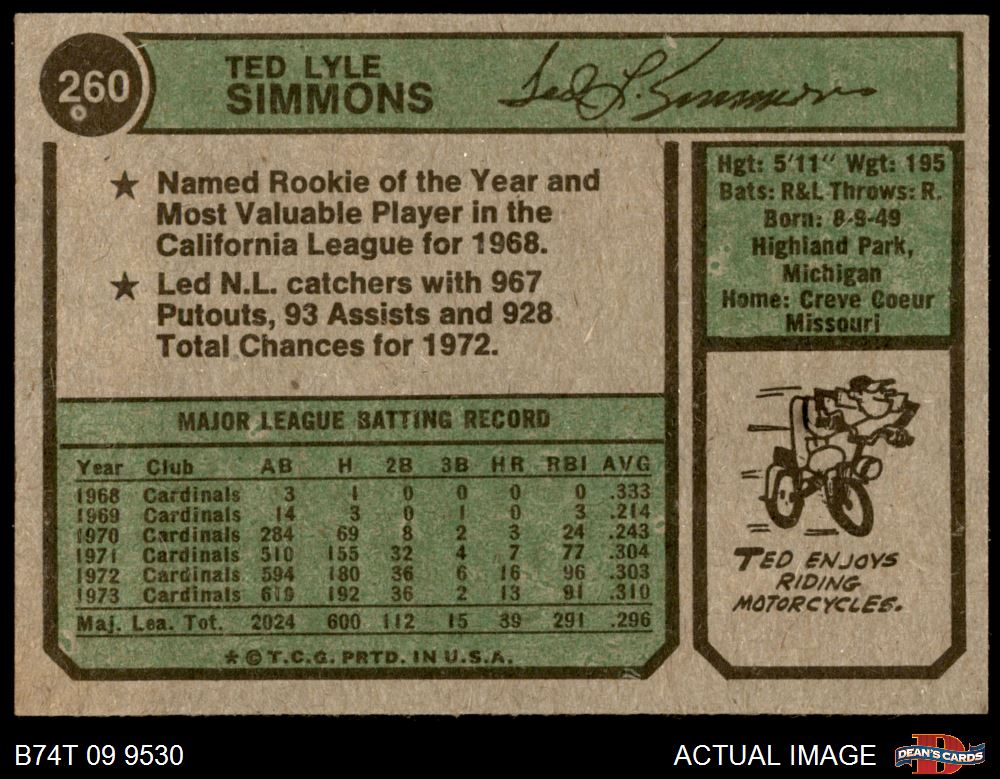 260
TED LYLE
SIMMONS
Ted L. Simmons
★ Named Rookie of the Year and
Most Valuable Player in the
California League for 1968.
★ Led N.L. catchers with 967
Putouts, 93 Assists and 928
Total Chances for 1972.
Hgt: 5'11" Wgt: 195
Bats: R&L Throws: R.
Born: 8-9-49
Highland Park,
Michigan
Home: Creve Coeur
Missouri
MAJOR LEAGUE BATTING RECORD
Year Club AB H 2B 3B HR RBI AVG
1968 Cardinals 3 1 0 0 0 0 .333
1969 Cardinals 14 3 0 1 0 3 .214
1970 Cardinals 284 69 8 2 3 24 .243
1971 Cardinals 510 155 32 4 7 77 .304
1972 Cardinals 594 180 36 6 16 96 .303
1973 Cardinals 619 192 36 2 13 91 .310
Maj. Lea. Tot. 2024 600 112 15 39 291 .296
★ © T.C.G. PRTD. IN U.S.A.
TED ENJOYS
RIDING
MOTORCYCLES.
B74T 09 9530
ACTUAL IMAGE
DEAN'S CARDS